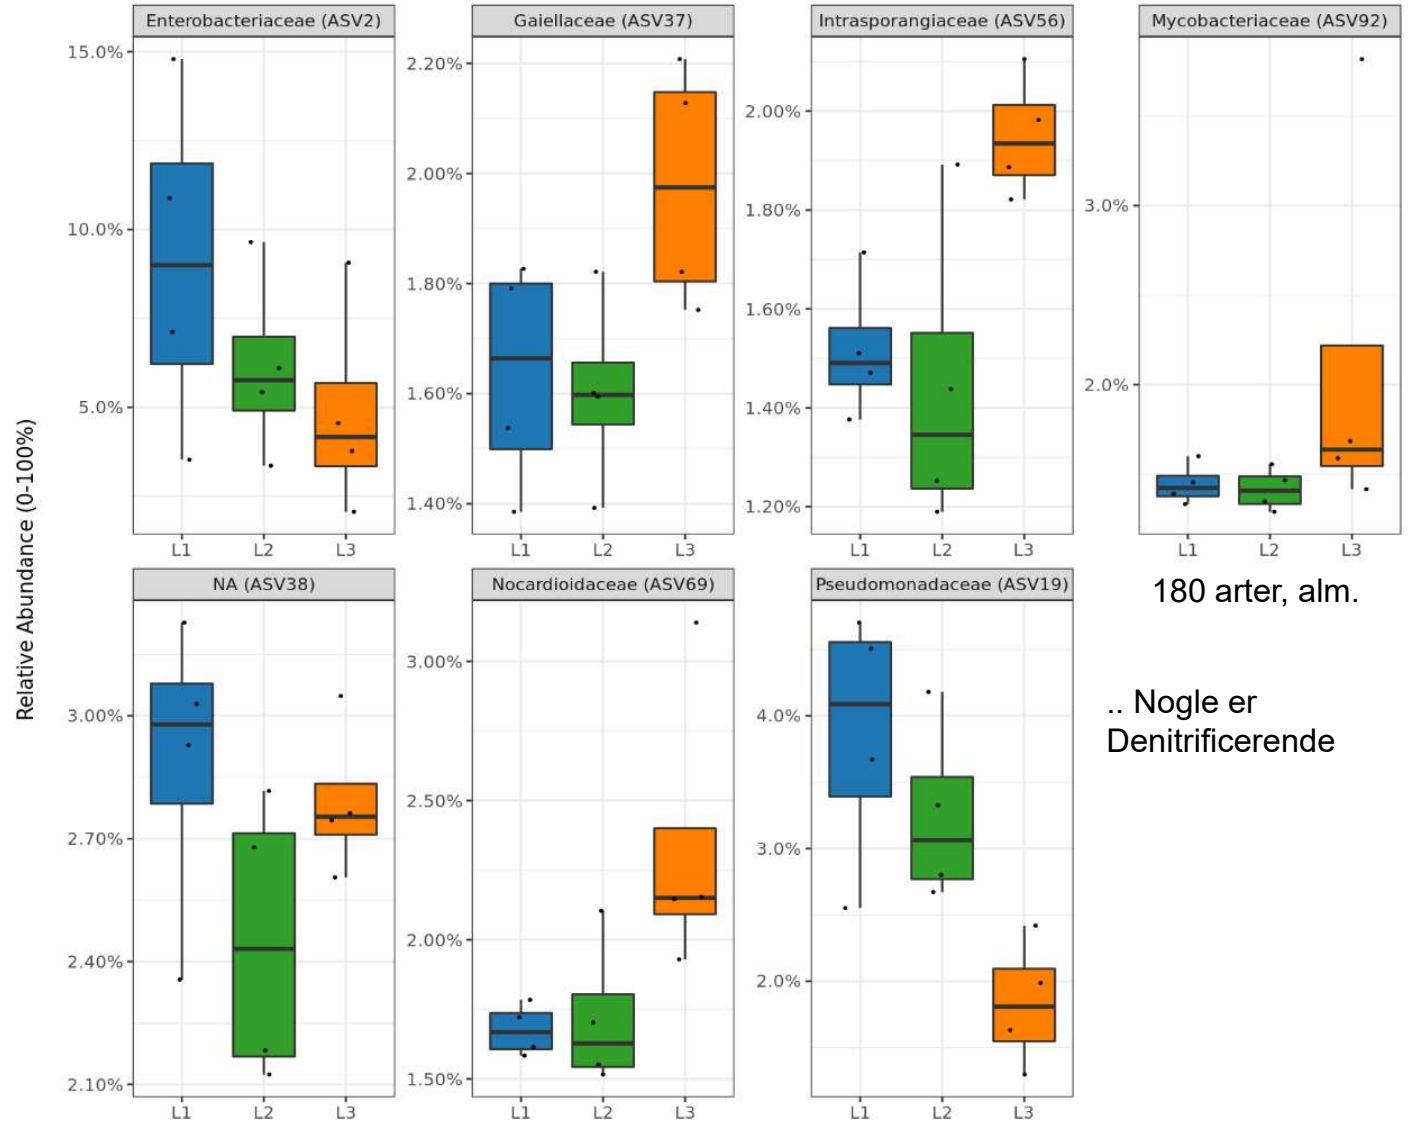 Enterobacteriaceae (ASV2)
Gaiellaceae (ASV37)
Intrasporangiaceae (ASV56)
Mycobacteriaceae (ASV92)
15.0%
10.0%
5.0%
2.20%
2.00%
1.80%
1.60%
1.40%
2.00%
1.80%
1.60%
1.40%
1.20%
3.0%
2.0%
L1 L2 L3
L1 L2 L3
L1 L2 L3
L1 L2 L3
Relative Abundance (0-100%)
NA (ASV38)
Nocardioidaceae (ASV69)
Pseudomonadaceae (ASV19)
180 arter, alm.
.. Nogle er
Denitrificerende
3.00%
2.70%
2.40%
2.10%
3.00%
2.50%
2.00%
1.50%
4.0%
3.0%
2.0%
L1 L2 L3
L1 L2 L3
L1 L2 L3